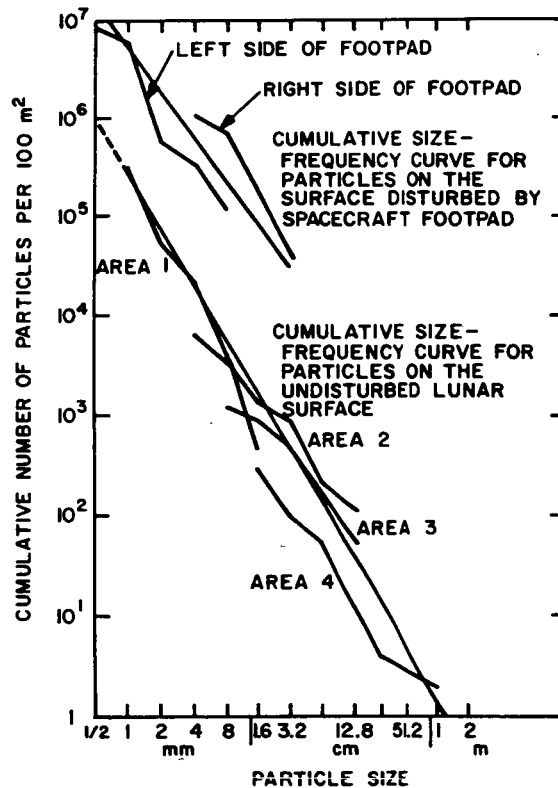 CUMULATIVE NUMBER OF PARTICLES PER 100 m²
10⁷
10⁶
10⁵
10⁴
10³
10²
10¹
1
LEFT SIDE OF FOOTPAD
RIGHT SIDE OF FOOTPAD
CUMULATIVE SIZE–
FREQUENCY CURVE FOR
PARTICLES ON THE
SURFACE DISTURBED BY
SPACECRAFT FOOTPAD
AREA 1
CUMULATIVE SIZE–
FREQUENCY CURVE FOR
PARTICLES ON THE
UNDISTURBED LUNAR
SURFACE
AREA 2
AREA 3
AREA 4
1/2 1 2 4 8 1.6 3.2 12.8 51.2 1 2
mm cm m
PARTICLE SIZE